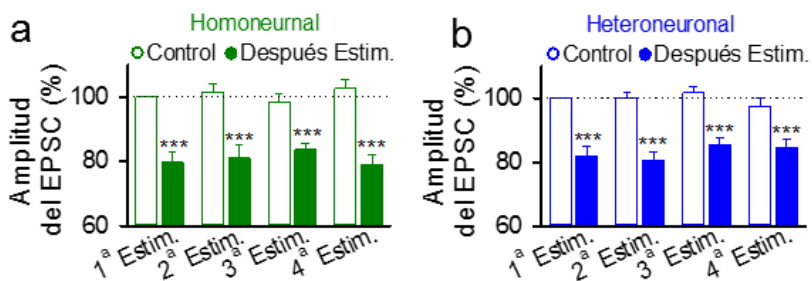 a
Homoneurnal
Control Después Estim.
Amplitud
del EPSC (%)
100
80
60
*** *** *** ***
1ª Estim.
2ª Estim.
3ª Estim.
4ª Estim.
b
Heteroneuronal
Control Después Estim.
Amplitud
del EPSC (%)
100
80
60
*** *** *** ***
1ª Estim.
2ª Estim.
3ª Estim.
4ª Estim.